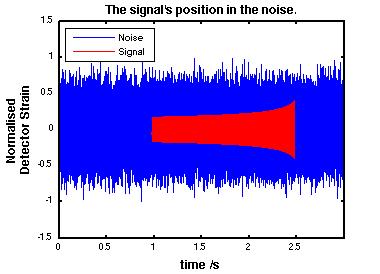 The signal's position in the noise.
1.5
Noise
Signal
1
0.5
0
-0.5
-1
-1.5
Normalised
Detector Strain
0 0.5 1 1.5 2 2.5
time /s